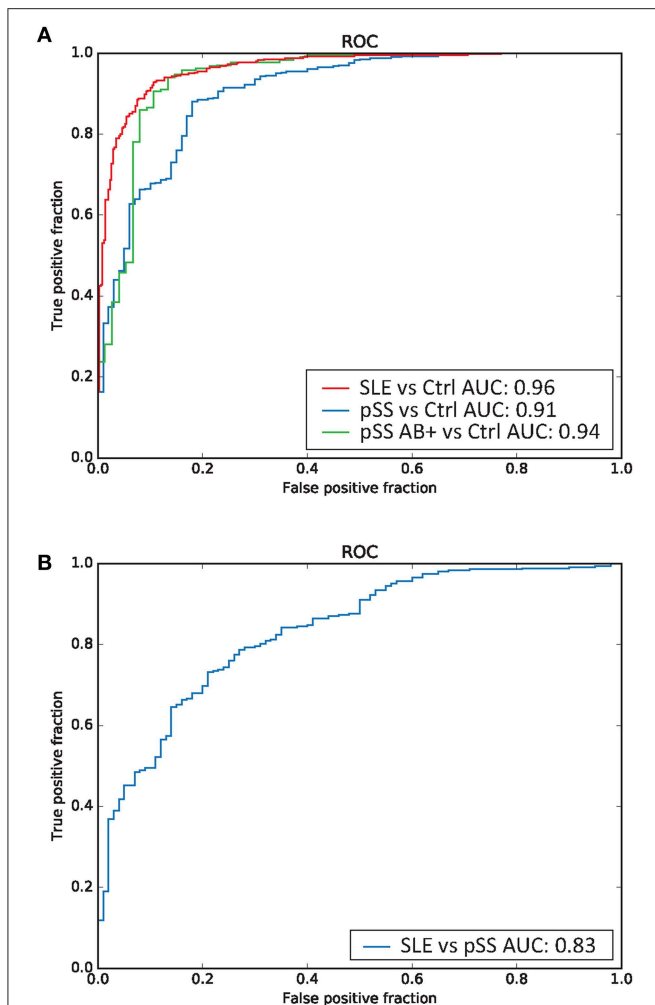 A
ROC
1.0
0.8
0.6
0.4
0.2
0.0
True positive fraction
SLE vs Ctrl AUC: 0.96
pSS vs Ctrl AUC: 0.91
pSS AB+ vs Ctrl AUC: 0.94
0.0 0.2 0.4 0.6 0.8 1.0
False positive fraction
B
ROC
1.0
0.8
0.6
0.4
0.2
0.0
True positive fraction
SLE vs pSS AUC: 0.83
0.0 0.2 0.4 0.6 0.8 1.0
False positive fraction